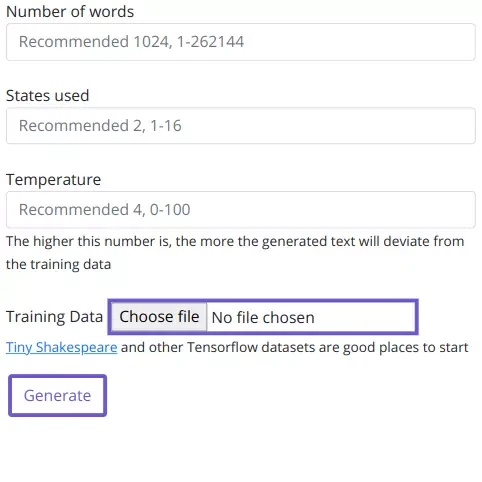 Number of words
Recommended 1024, 1-262144
States used
Recommended 2, 1-16
Temperature
Recommended 4, 0-100
The higher this number is, the more the generated text will deviate from
the training data
Training Data Choose file No file chosen
Tiny Shakespeare and other Tensorflow datasets are good places to start
Generate